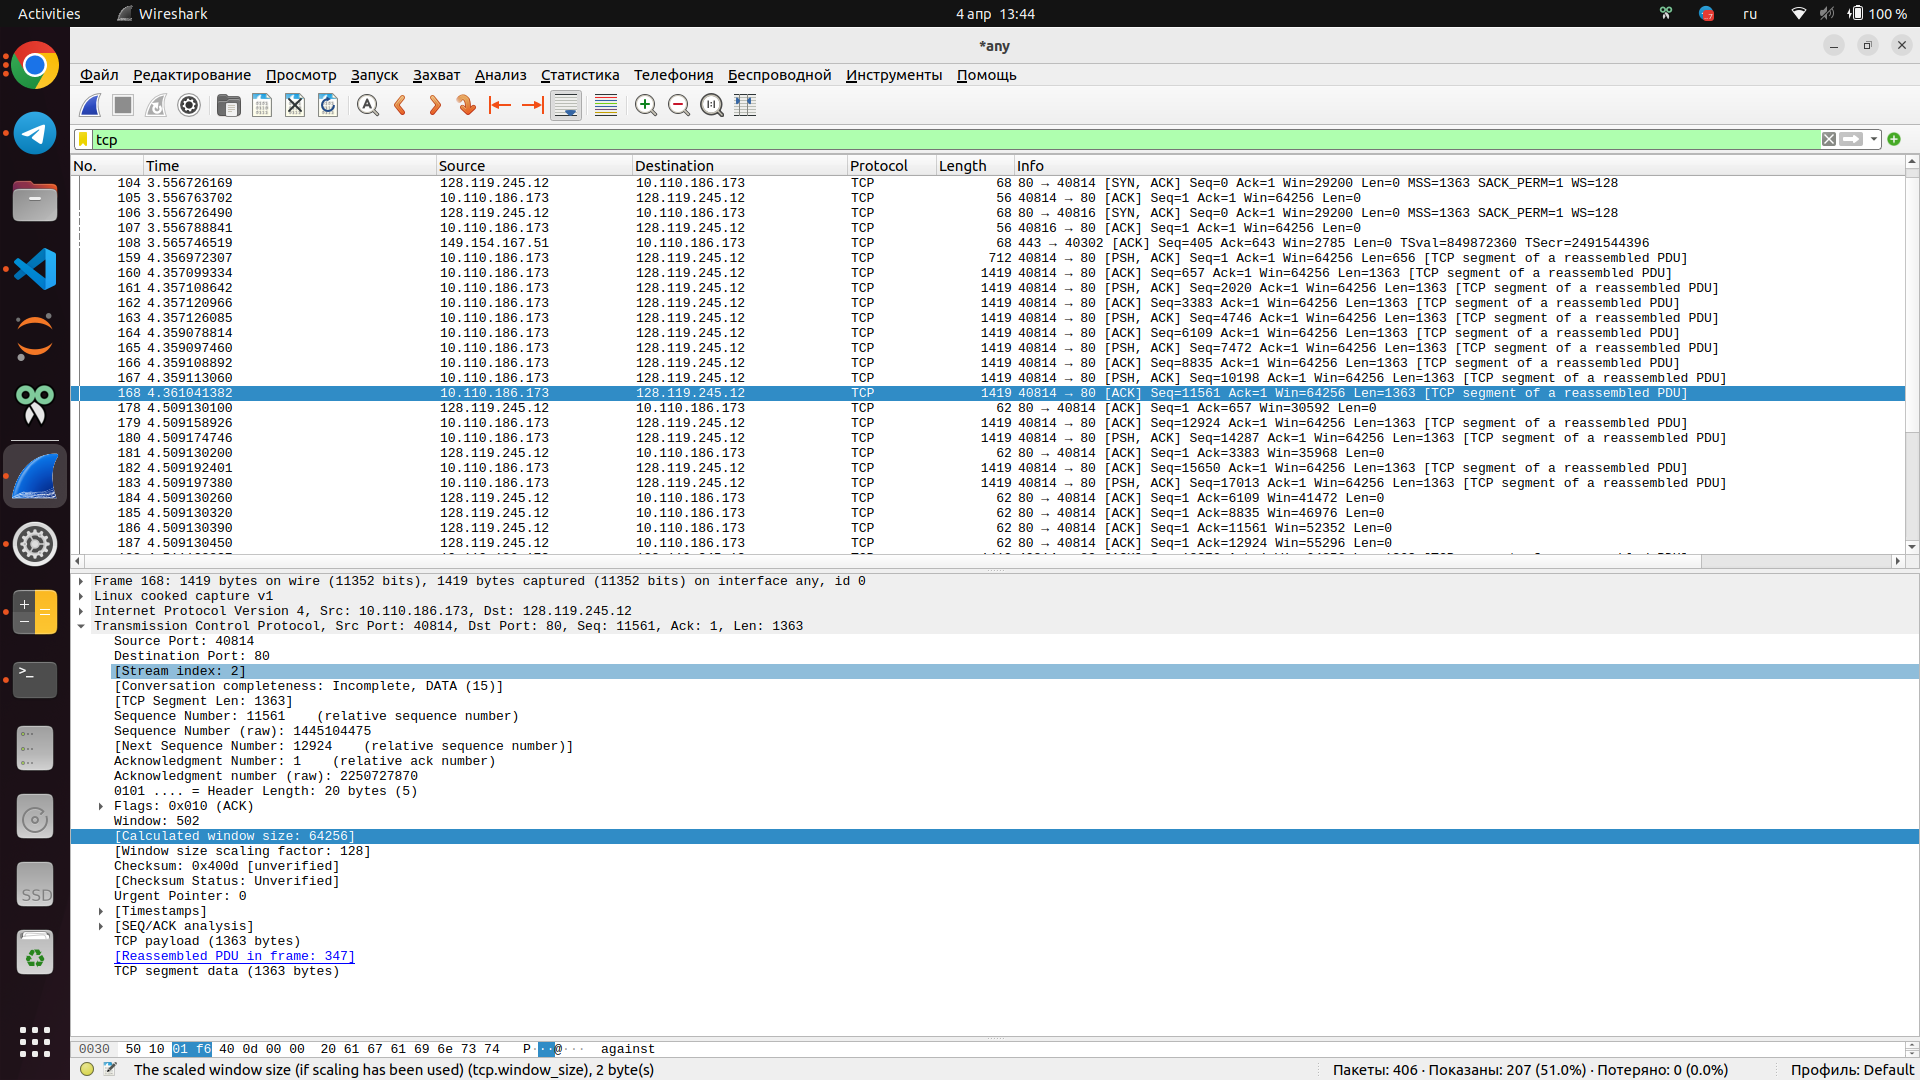 Activities Wireshark 4 апр 13:44 ru 100 %
*any
Файл Редактирование Просмотр Запуск Захват Анализ Статистика Телефония Беспроводной Инструменты Помощь
tcp
No. Time Source Destination Protocol Length Info
104 3.556726169 128.119.245.12 10.110.186.173 TCP 68 80 → 40814 [SYN, ACK] Seq=0 Ack=1 Win=29200 Len=0 MSS=1363 SACK_PERM=1 WS=128
105 3.556763702 10.110.186.173 128.119.245.12 TCP 56 40814 → 80 [ACK] Seq=1 Ack=1 Win=64256 Len=0
106 3.556726490 128.119.245.12 10.110.186.173 TCP 68 80 → 40816 [SYN, ACK] Seq=0 Ack=1 Win=29200 Len=0 MSS=1363 SACK_PERM=1 WS=128
107 3.556788841 10.110.186.173 128.119.245.12 TCP 56 40816 → 80 [ACK] Seq=1 Ack=1 Win=64256 Len=0
108 3.565746519 149.154.167.51 10.110.186.173 TCP 68 443 → 40302 [ACK] Seq=405 Ack=643 Win=2785 Len=0 TSval=849872360 TSecr=2491544396
159 4.356972307 10.110.186.173 128.119.245.12 TCP 712 40814 → 80 [PSH, ACK] Seq=1 Ack=1 Win=64256 Len=656 [TCP segment of a reassembled PDU]
160 4.357099334 10.110.186.173 128.119.245.12 TCP 1419 40814 → 80 [ACK] Seq=657 Ack=1 Win=64256 Len=1363 [TCP segment of a reassembled PDU]
161 4.357108642 10.110.186.173 128.119.245.12 TCP 1419 40814 → 80 [PSH, ACK] Seq=2020 Ack=1 Win=64256 Len=1363 [TCP segment of a reassembled PDU]
162 4.357120966 10.110.186.173 128.119.245.12 TCP 1419 40814 → 80 [ACK] Seq=3383 Ack=1 Win=64256 Len=1363 [TCP segment of a reassembled PDU]
163 4.357126085 10.110.186.173 128.119.245.12 TCP 1419 40814 → 80 [PSH, ACK] Seq=4746 Ack=1 Win=64256 Len=1363 [TCP segment of a reassembled PDU]
164 4.359078814 10.110.186.173 128.119.245.12 TCP 1419 40814 → 80 [ACK] Seq=6109 Ack=1 Win=64256 Len=1363 [TCP segment of a reassembled PDU]
165 4.359097460 10.110.186.173 128.119.245.12 TCP 1419 40814 → 80 [PSH, ACK] Seq=7472 Ack=1 Win=64256 Len=1363 [TCP segment of a reassembled PDU]
166 4.359108892 10.110.186.173 128.119.245.12 TCP 1419 40814 → 80 [ACK] Seq=8835 Ack=1 Win=64256 Len=1363 [TCP segment of a reassembled PDU]
167 4.359113060 10.110.186.173 128.119.245.12 TCP 1419 40814 → 80 [PSH, ACK] Seq=10198 Ack=1 Win=64256 Len=1363 [TCP segment of a reassembled PDU]
168 4.361041382 10.110.186.173 128.119.245.12 TCP 1419 40814 → 80 [ACK] Seq=11561 Ack=1 Win=64256 Len=1363 [TCP segment of a reassembled PDU]
178 4.509130100 128.119.245.12 10.110.186.173 TCP 62 80 → 40814 [ACK] Seq=1 Ack=657 Win=30592 Len=0
179 4.509158926 10.110.186.173 128.119.245.12 TCP 1419 40814 → 80 [ACK] Seq=12924 Ack=1 Win=64256 Len=1363 [TCP segment of a reassembled PDU]
180 4.509174746 10.110.186.173 128.119.245.12 TCP 1419 40814 → 80 [PSH, ACK] Seq=14287 Ack=1 Win=64256 Len=1363 [TCP segment of a reassembled PDU]
181 4.509130200 128.119.245.12 10.110.186.173 TCP 62 80 → 40814 [ACK] Seq=1 Ack=3383 Win=35968 Len=0
182 4.509192401 10.110.186.173 128.119.245.12 TCP 1419 40814 → 80 [ACK] Seq=15650 Ack=1 Win=64256 Len=1363 [TCP segment of a reassembled PDU]
183 4.509197380 10.110.186.173 128.119.245.12 TCP 1419 40814 → 80 [PSH, ACK] Seq=17013 Ack=1 Win=64256 Len=1363 [TCP segment of a reassembled PDU]
184 4.509130260 128.119.245.12 10.110.186.173 TCP 62 80 → 40814 [ACK] Seq=1 Ack=6109 Win=41472 Len=0
185 4.509130320 128.119.245.12 10.110.186.173 TCP 62 80 → 40814 [ACK] Seq=1 Ack=8835 Win=46976 Len=0
186 4.509130390 128.119.245.12 10.110.186.173 TCP 62 80 → 40814 [ACK] Seq=1 Ack=11561 Win=52352 Len=0
187 4.509130450 128.119.245.12 10.110.186.173 TCP 62 80 → 40814 [ACK] Seq=1 Ack=12924 Win=55296 Len=0
Frame 168: 1419 bytes on wire (11352 bits), 1419 bytes captured (11352 bits) on interface any, id 0
Linux cooked capture v1
Internet Protocol Version 4, Src: 10.110.186.173, Dst: 128.119.245.12
Transmission Control Protocol, Src Port: 40814, Dst Port: 80, Seq: 11561, Ack: 1, Len: 1363
Source Port: 40814
Destination Port: 80
[Stream index: 2]
[Conversation completeness: Incomplete, DATA (15)]
[TCP Segment Len: 1363]
Sequence Number: 11561 (relative sequence number)
Sequence Number (raw): 1445104475
[Next Sequence Number: 12924 (relative sequence number)]
Acknowledgment Number: 1 (relative ack number)
Acknowledgment number (raw): 2250727870
0101 .... = Header Length: 20 bytes (5)
Flags: 0x010 (ACK)
Window: 502
[Calculated window size: 64256]
[Window size scaling factor: 128]
Checksum: 0x400d [unverified]
[Checksum Status: Unverified]
Urgent Pointer: 0
[Timestamps]
[SEQ/ACK analysis]
TCP payload (1363 bytes)
[Reassembled PDU in frame: 347]
TCP segment data (1363 bytes)
SSD
0030 50 10 01 f6 40 0d 00 00 20 61 67 61 69 6e 73 74 P···@··· against
The scaled window size (if scaling has been used) (tcp.window_size), 2 byte(s) Пакеты: 406 · Показаны: 207 (51.0%) · Потеряно: 0 (0.0%) Профиль: Default